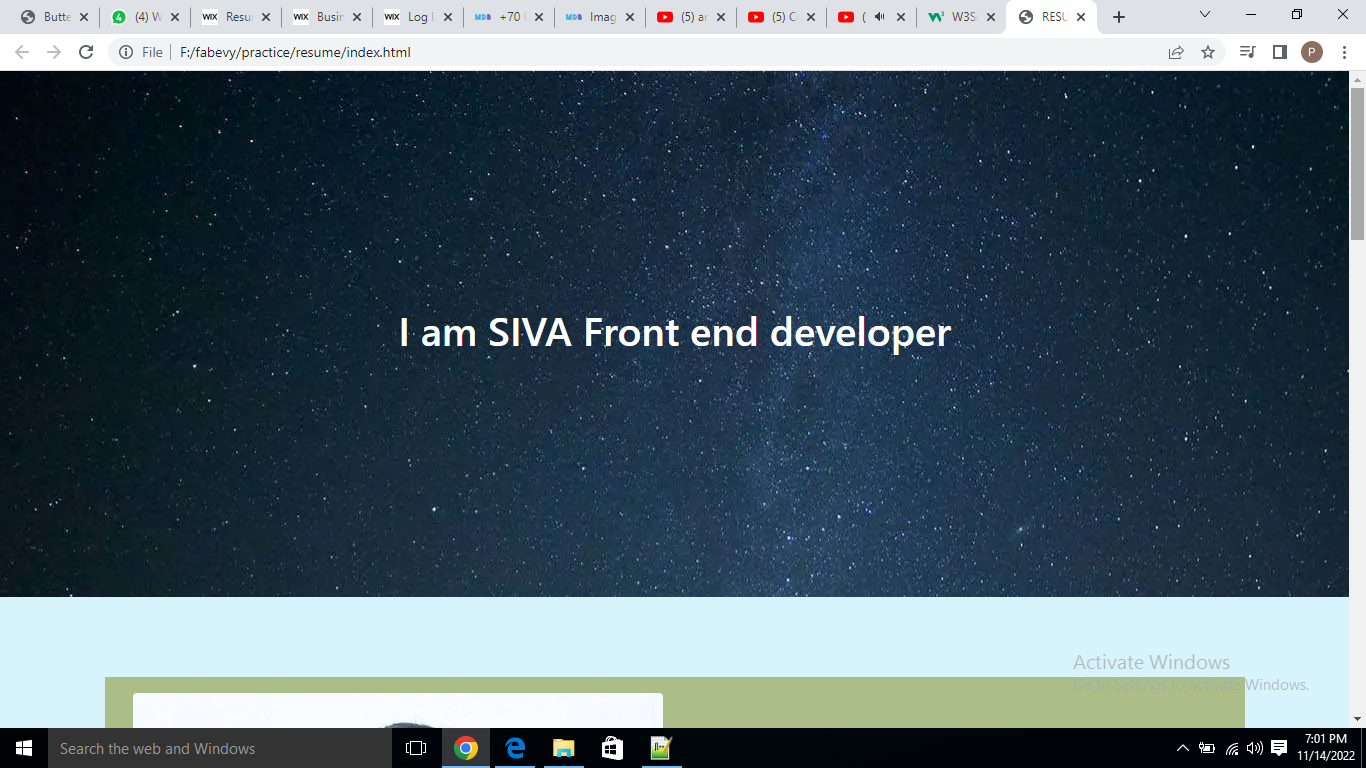 Butte
(4) W
WIX Resu
WIX Busin
WIX Log I
MDB +70
MDB Imag
(5) ar
(5) C
(
W3S
RESU
File
F:/fabevy/practice/resume/index.html
P
I am SIVA Front end developer
Activate Windows
Go to Settings to activate Windows.
Search the web and Windows
7:01 PM
11/14/2022